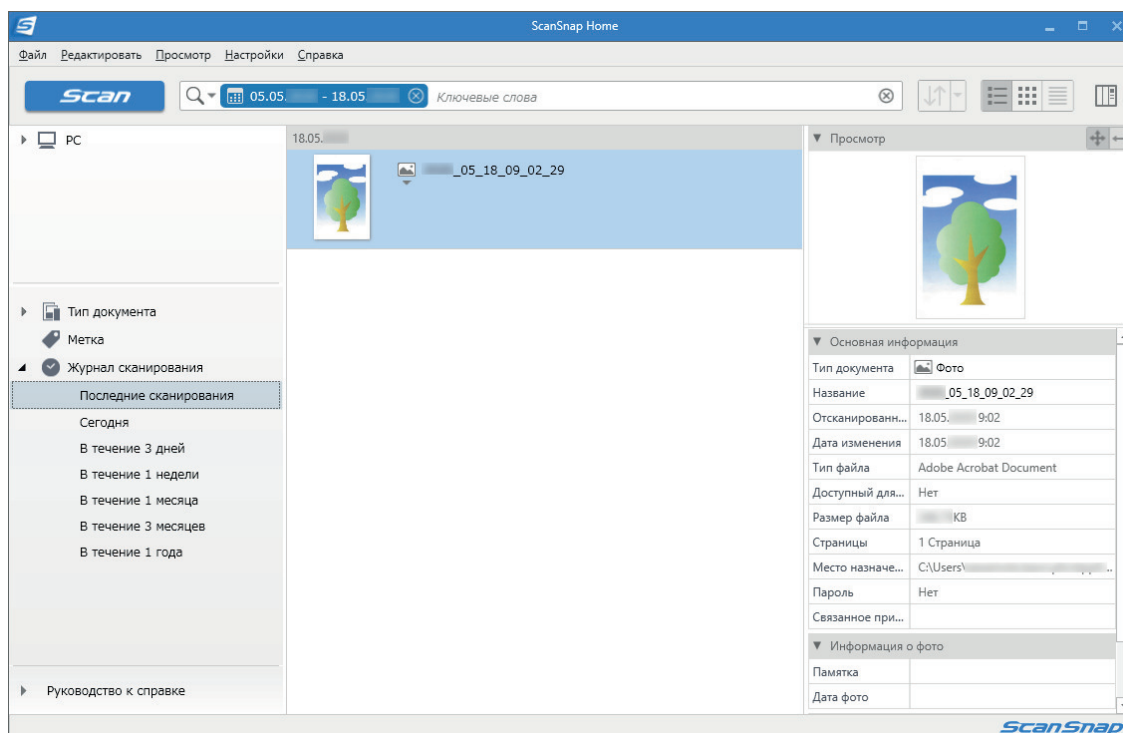 ScanSnap Home
Файл Редактировать Просмотр Настройки Справка
Scan 05.05. - 18.05 Ключевые слова
PC
Тип документа
Метка
Журнал сканирования
Последние сканирования
Сегодня
В течение 3 дней
В течение 1 недели
В течение 1 месяца
В течение 3 месяцев
В течение 1 года
Руководство к справке
18.05.
_05_18_09_02_29
Просмотр
Основная информация
Тип документа Фото
Название _05_18_09_02_29
Отсканированн... 18.05. 9:02
Дата изменения 18.05 9:02
Тип файла Adobe Acrobat Document
Доступный для... Нет
Размер файла KB
Страницы 1 Страница
Место назначе... C:\Users\ ..
Пароль Нет
Связанное при...
Информация о фото
Памятка
Дата фото
ScanSnap